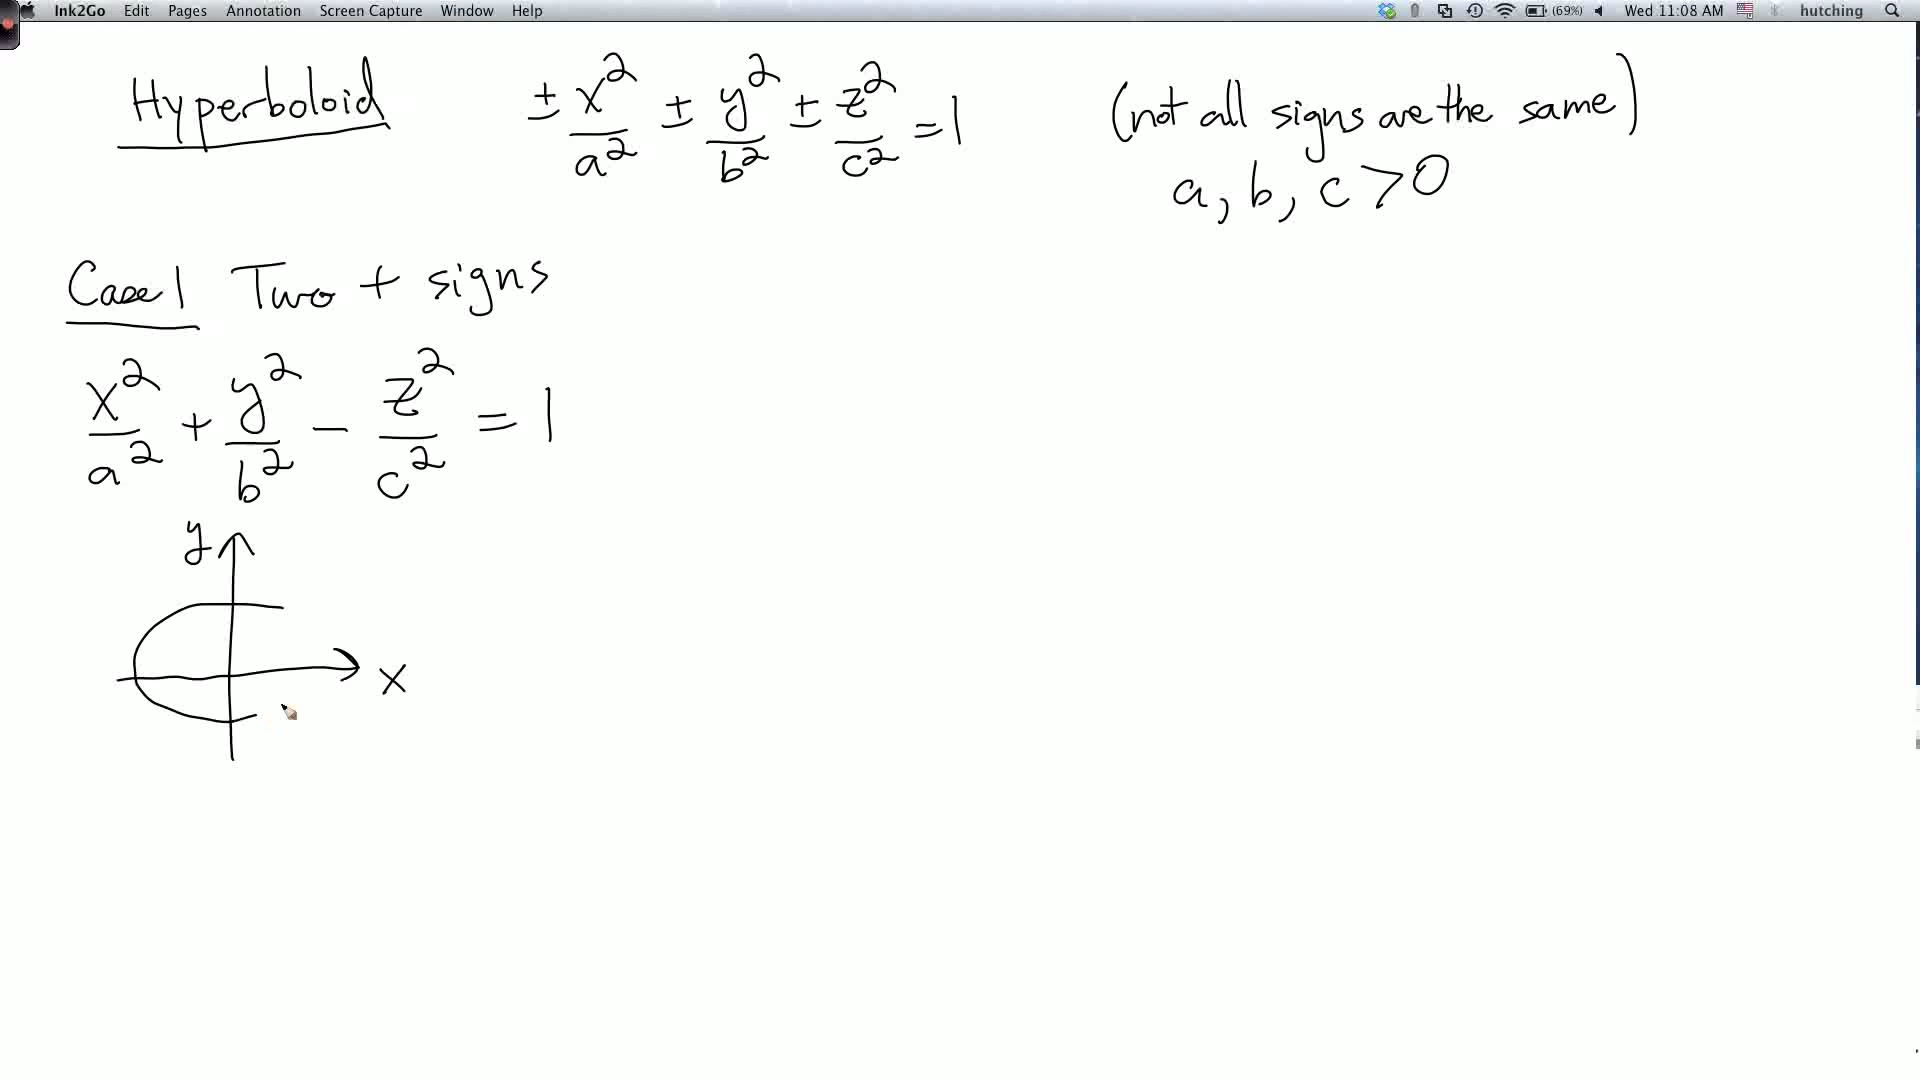 Ink2Go Edit Pages Annotation Screen Capture Window Help (69%) Wed 11:08 AM hutching
Hyperboloid ± x²/a² ± y²/b² ± z²/c² = 1 (not all signs are the same)
a, b, c > 0
Case 1 Two + signs
x²/a² + y²/b² − z²/c² = 1
y
x